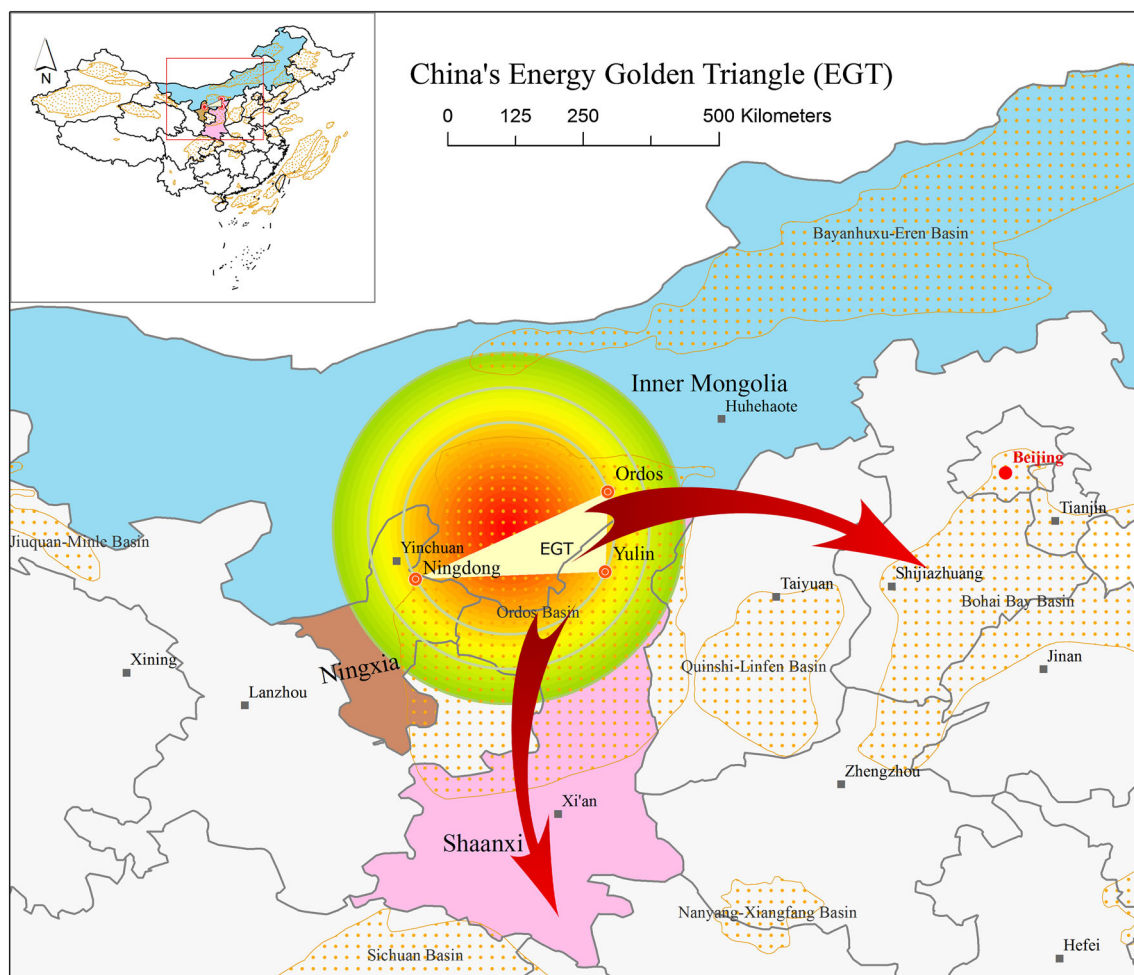 N
China's Energy Golden Triangle (EGT)
0 125 250 500 Kilometers
Bayanhuxu-Eren Basin
Inner Mongolia
Huhehaote
Ordos
Beijing
Tianjin
Jiuquan-Minle Basin
Yinchuan
EGT
Yulin
Ningdong
Shijiazhuang
Taiyuan
Bohai Bay Basin
Ordos Basin
Xining
Ningxia
Quinshi-Linfen Basin
Jinan
Lanzhou
Zhengzhou
Xi'an
Shaanxi
Nanyang-Xiangfang Basin
Sichuan Basin
Hefei